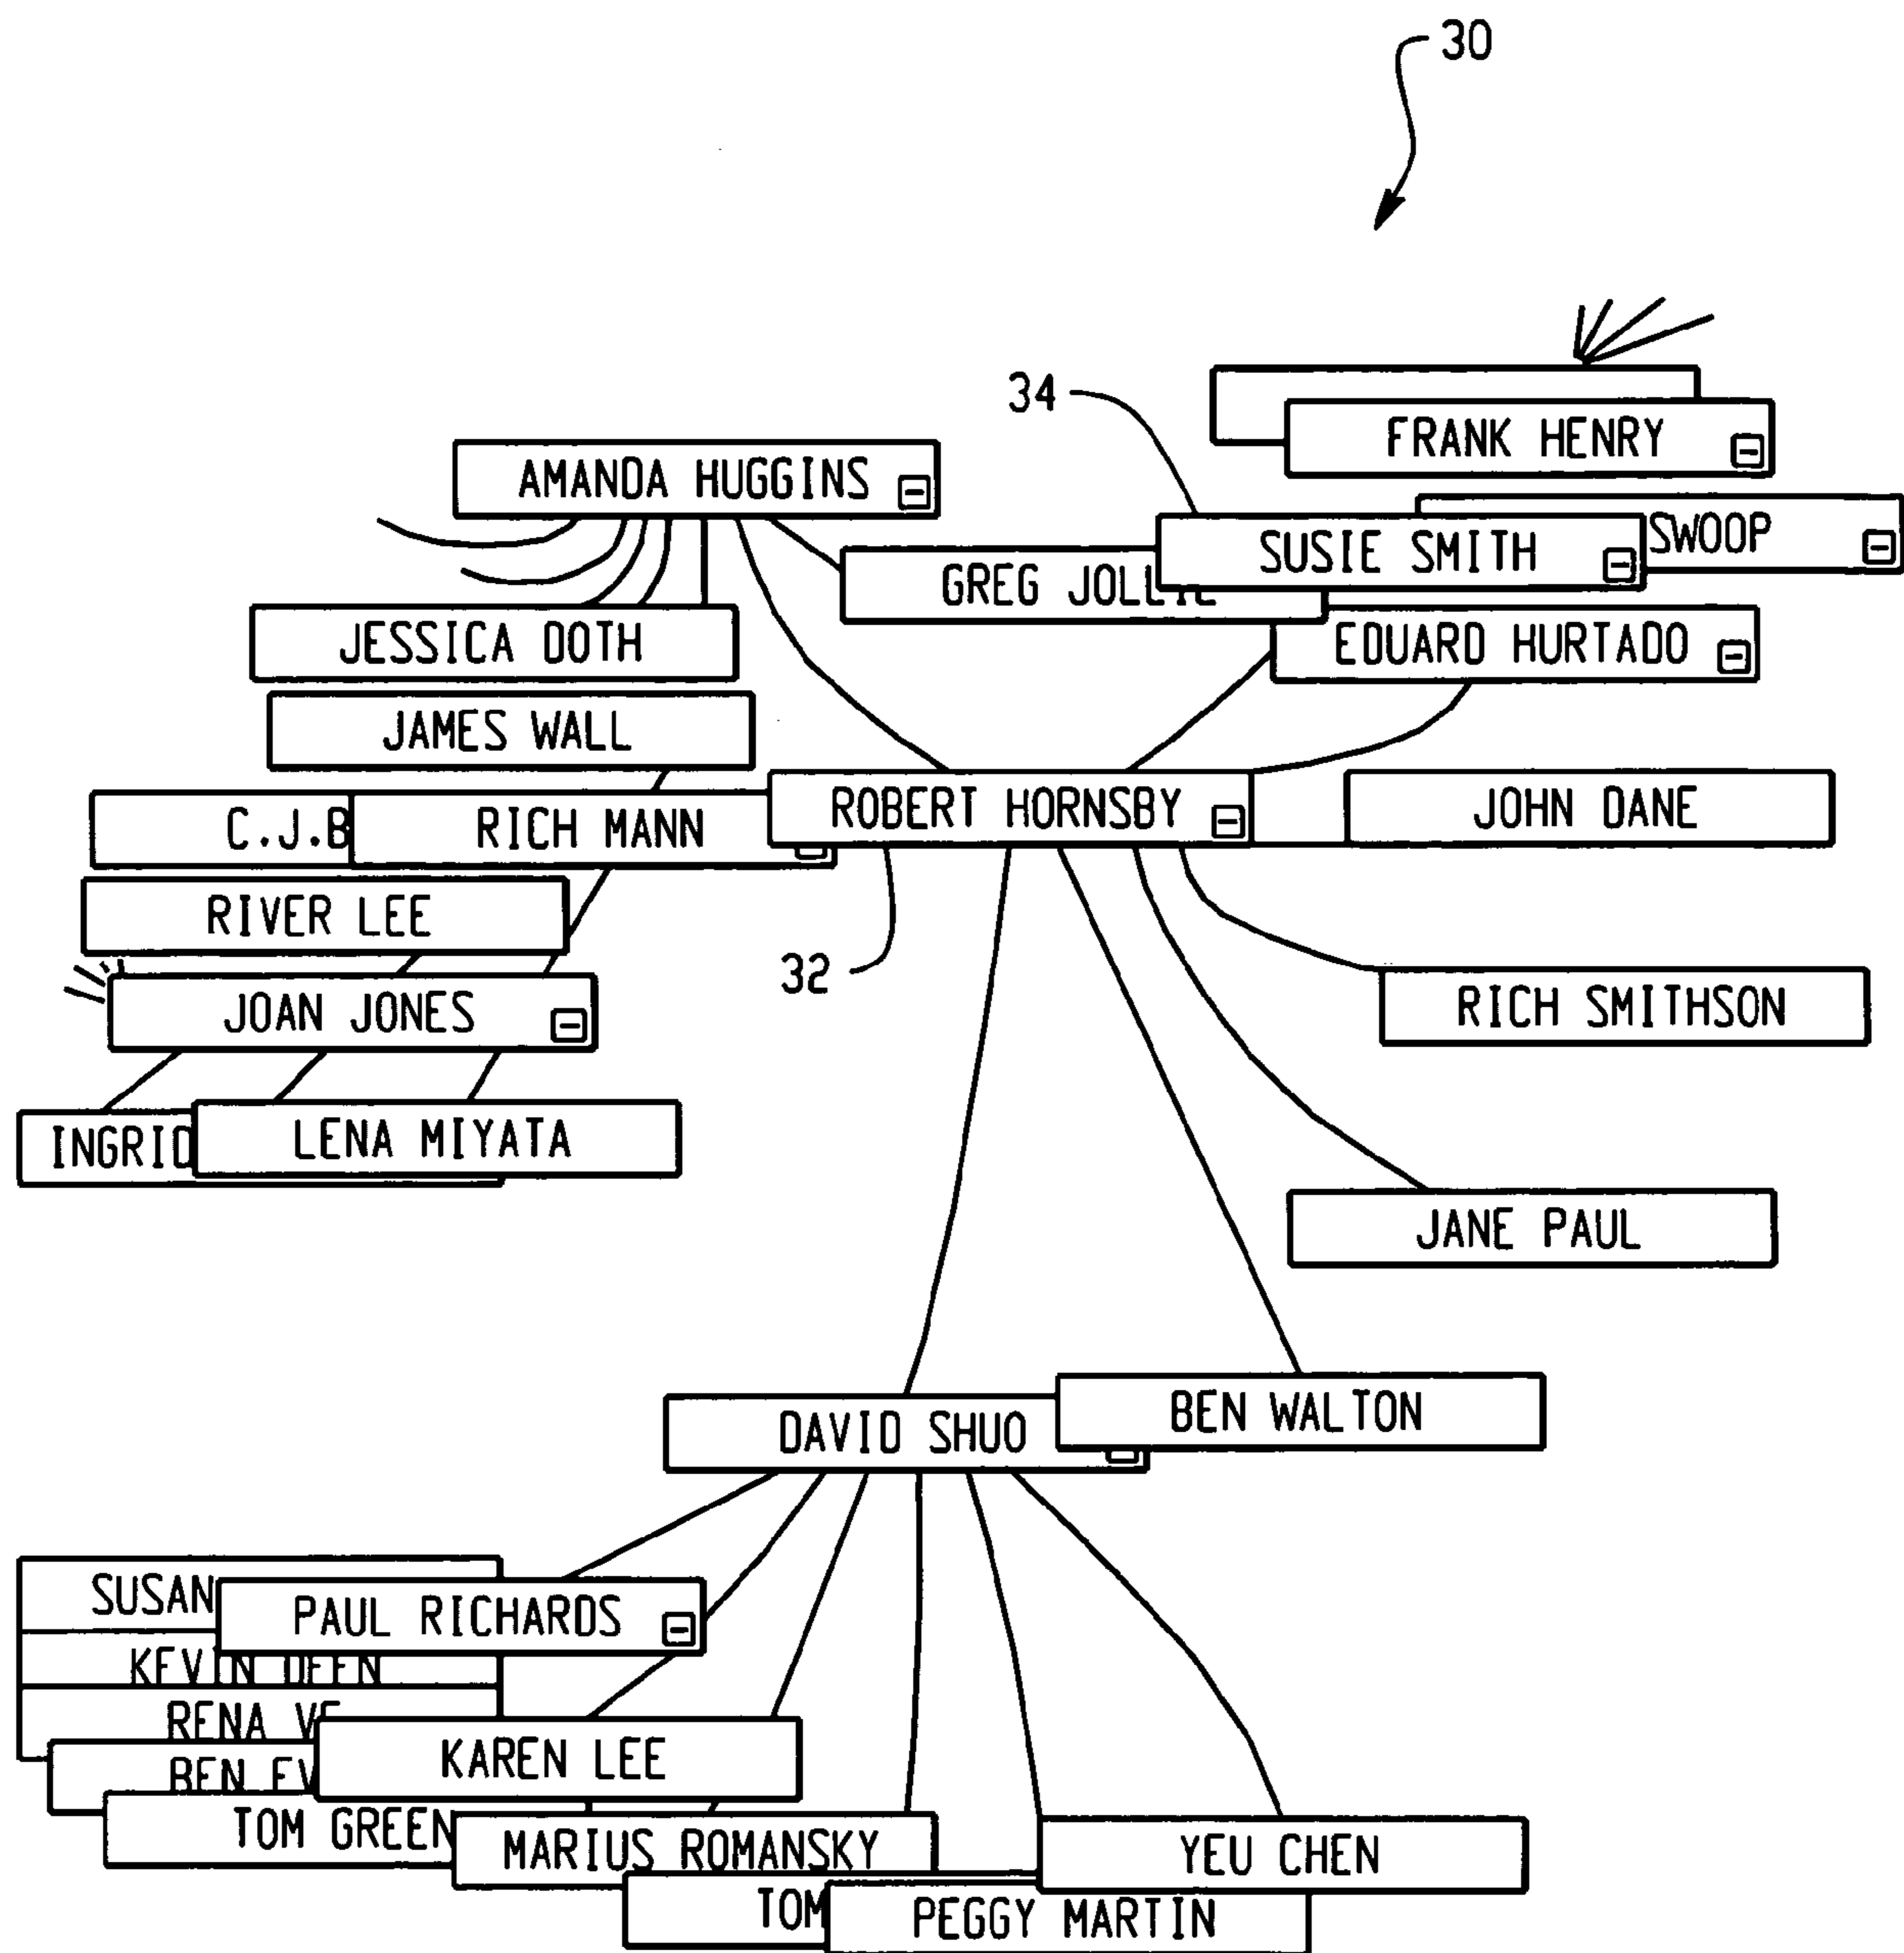 30
34
FRANK HENRY
AMANDA HUGGINS
SWOOP
SUSIE SMITH
GREG JOLLIE
JESSICA DOTH
EDUARD HURTADO
JAMES WALL
ROBERT HORNSBY
JOHN DANE
C.J.B
RICH MANN
RIVER LEE
32
RICH SMITHSON
JOAN JONES
INGRID
LENA MIYATA
JANE PAUL
BEN WALTON
DAVID SHUO
SUSAN
PAUL RICHARDS
KEVIN DEEN
RENA
KAREN LEE
BEN
TOM GREEN
MARIUS ROMANSKY
YEU CHEN
TOM
PEGGY MARTIN